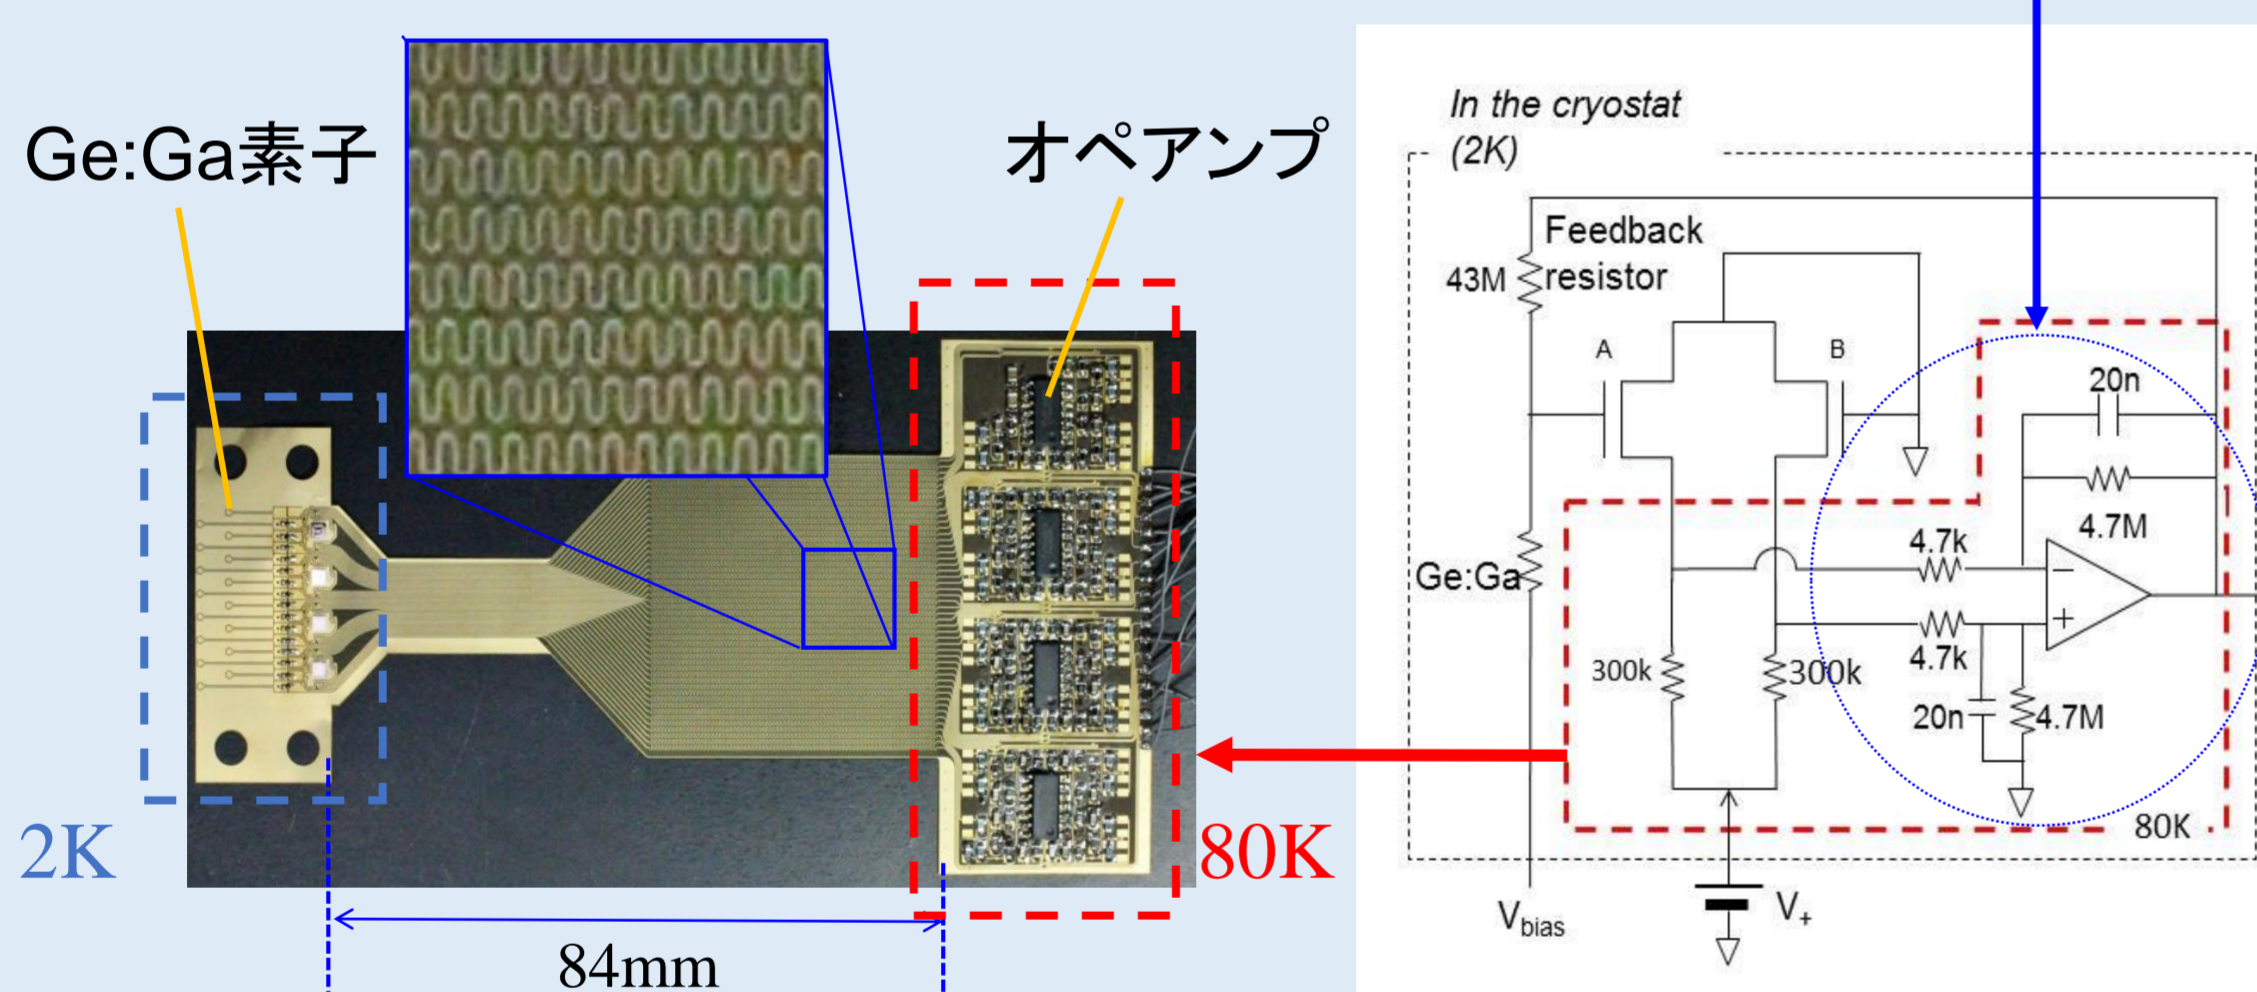 Ge:Ga素子
オペアンプ
2K
80K
84mm
In the cryostat
(2K)
Feedback
resistor
43M
A
B
20n
4.7M
4.7k
−
+
4.7k
Ge:Ga
300k
300k
20n
4.7M
80K
Vbias
V+